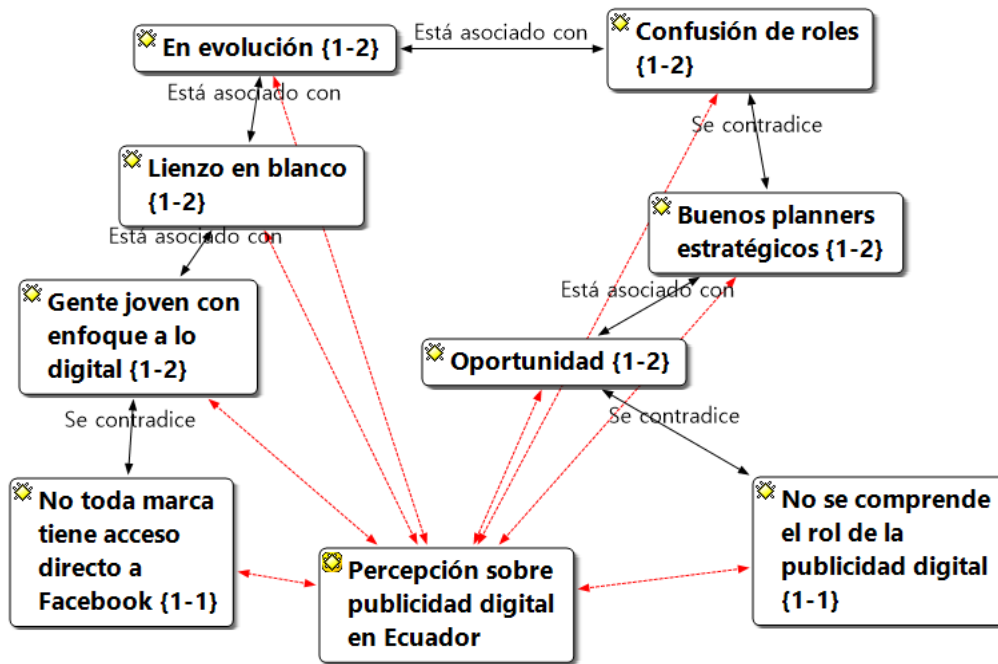 En evolución {1-2}
Está asociado con
Confusión de roles
{1-2}
Está asociado con
Se contradice
Lienzo en blanco
{1-2}
Buenos planners
estratégicos {1-2}
Está asociado con
Está asociado con
Gente joven con
enfoque a lo
digital {1-2}
Oportunidad {1-2}
Se contradice
Se contradice
No toda marca
tiene acceso
directo a
Facebook {1-1}
Percepción sobre
publicidad digital
en Ecuador
No se comprende
el rol de la
publicidad digital
{1-1}